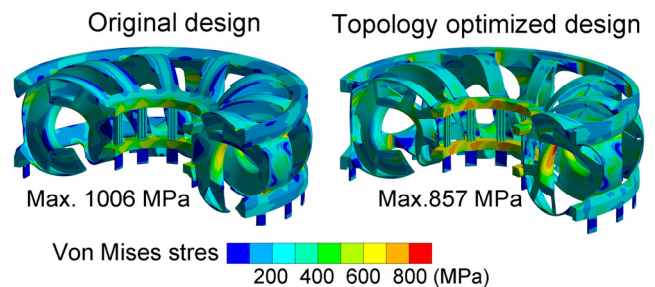 Original design
Topology optimized design
Max. 1006 MPa
Max.857 MPa
Von Mises stres
200 400 600 800 (MPa)